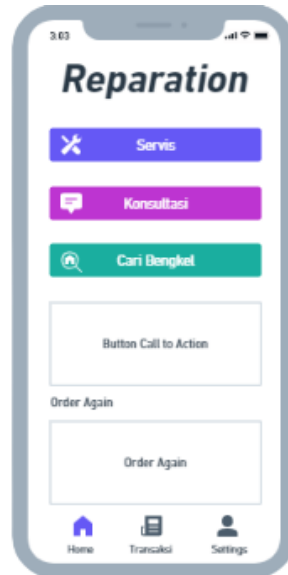 3.03
Reparation
Servis
Konsultasi
Cari Bengkel
Button Call to Action
Order Again
Order Again
Home Transaksi Settings